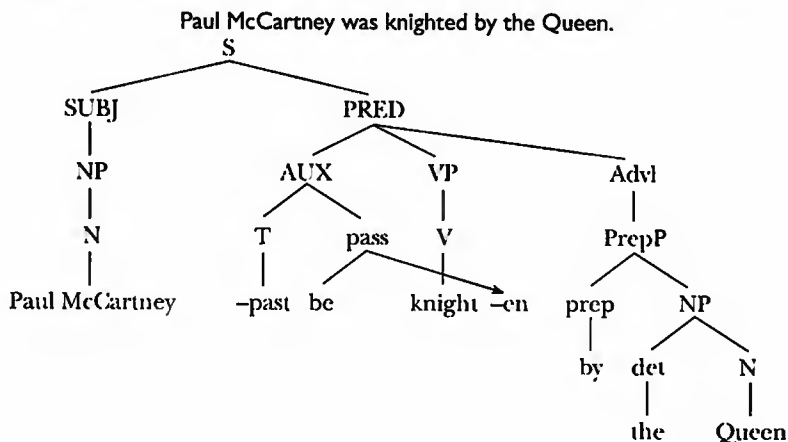 Paul McCartney was knighted by the Queen.
S
SUBJ PRED
NP AUX VP Advl
N T pass V PrepP
Paul McCartney –past be knight –en prep NP
by det N
the Queen